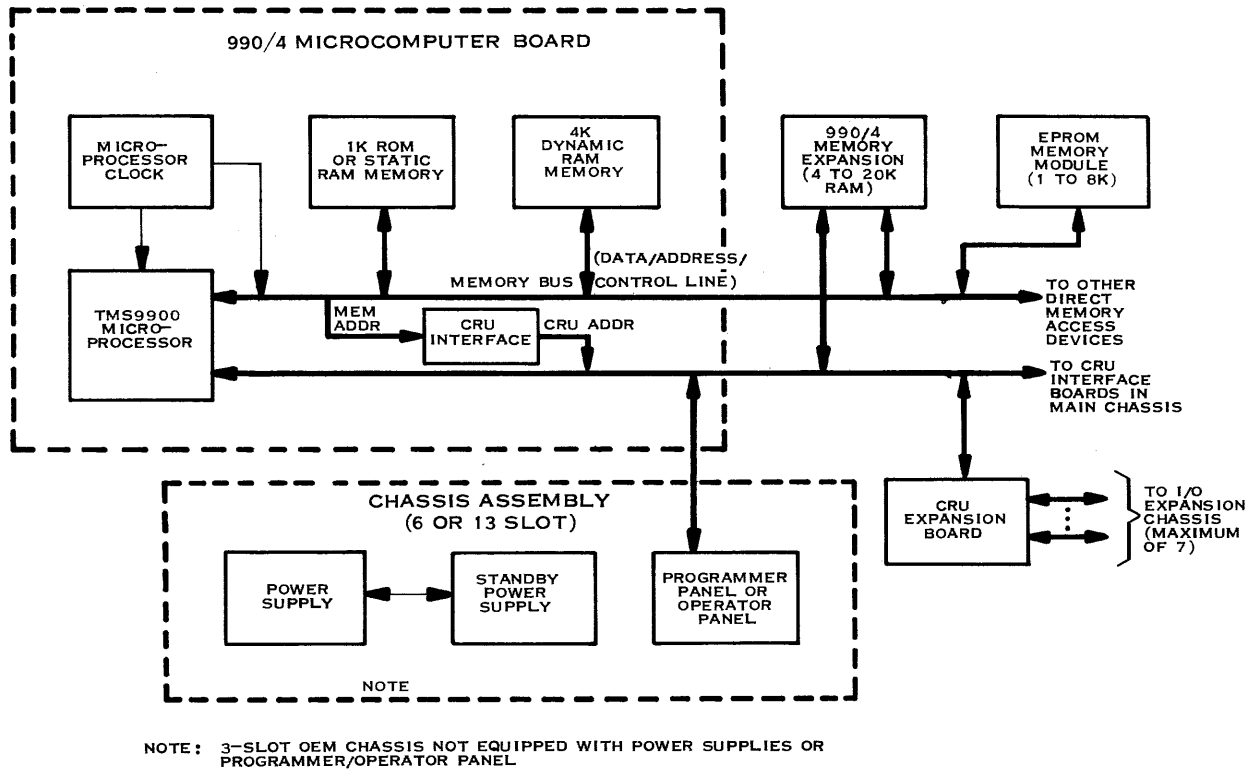 990/4 MICROCOMPUTER BOARD
MICRO-
PROCESSOR
CLOCK
1K ROM
OR STATIC
RAM MEMORY
4K
DYNAMIC
RAM
MEMORY
990/4
MEMORY
EXPANSION
(4 TO 20K
RAM)
EPROM
MEMORY
MODULE
(1 TO 8K)
TMS9900
MICRO-
PROCESSOR
MEMORY BUS
(DATA/ADDRESS/
CONTROL LINE)
MEM
ADDR
CRU
INTERFACE
CRU ADDR
TO OTHER
DIRECT
MEMORY
ACCESS
DEVICES
TO CRU
INTERFACE
BOARDS IN
MAIN CHASSIS
CHASSIS ASSEMBLY
(6 OR 13 SLOT)
POWER
SUPPLY
STANDBY
POWER
SUPPLY
PROGRAMMER
PANEL OR
OPERATOR
PANEL
NOTE
CRU
EXPANSION
BOARD
TO I/O
EXPANSION
CHASSIS
(MAXIMUM
OF 7)
NOTE: 3-SLOT OEM CHASSIS NOT EQUIPPED WITH POWER SUPPLIES OR
PROGRAMMER/OPERATOR PANEL